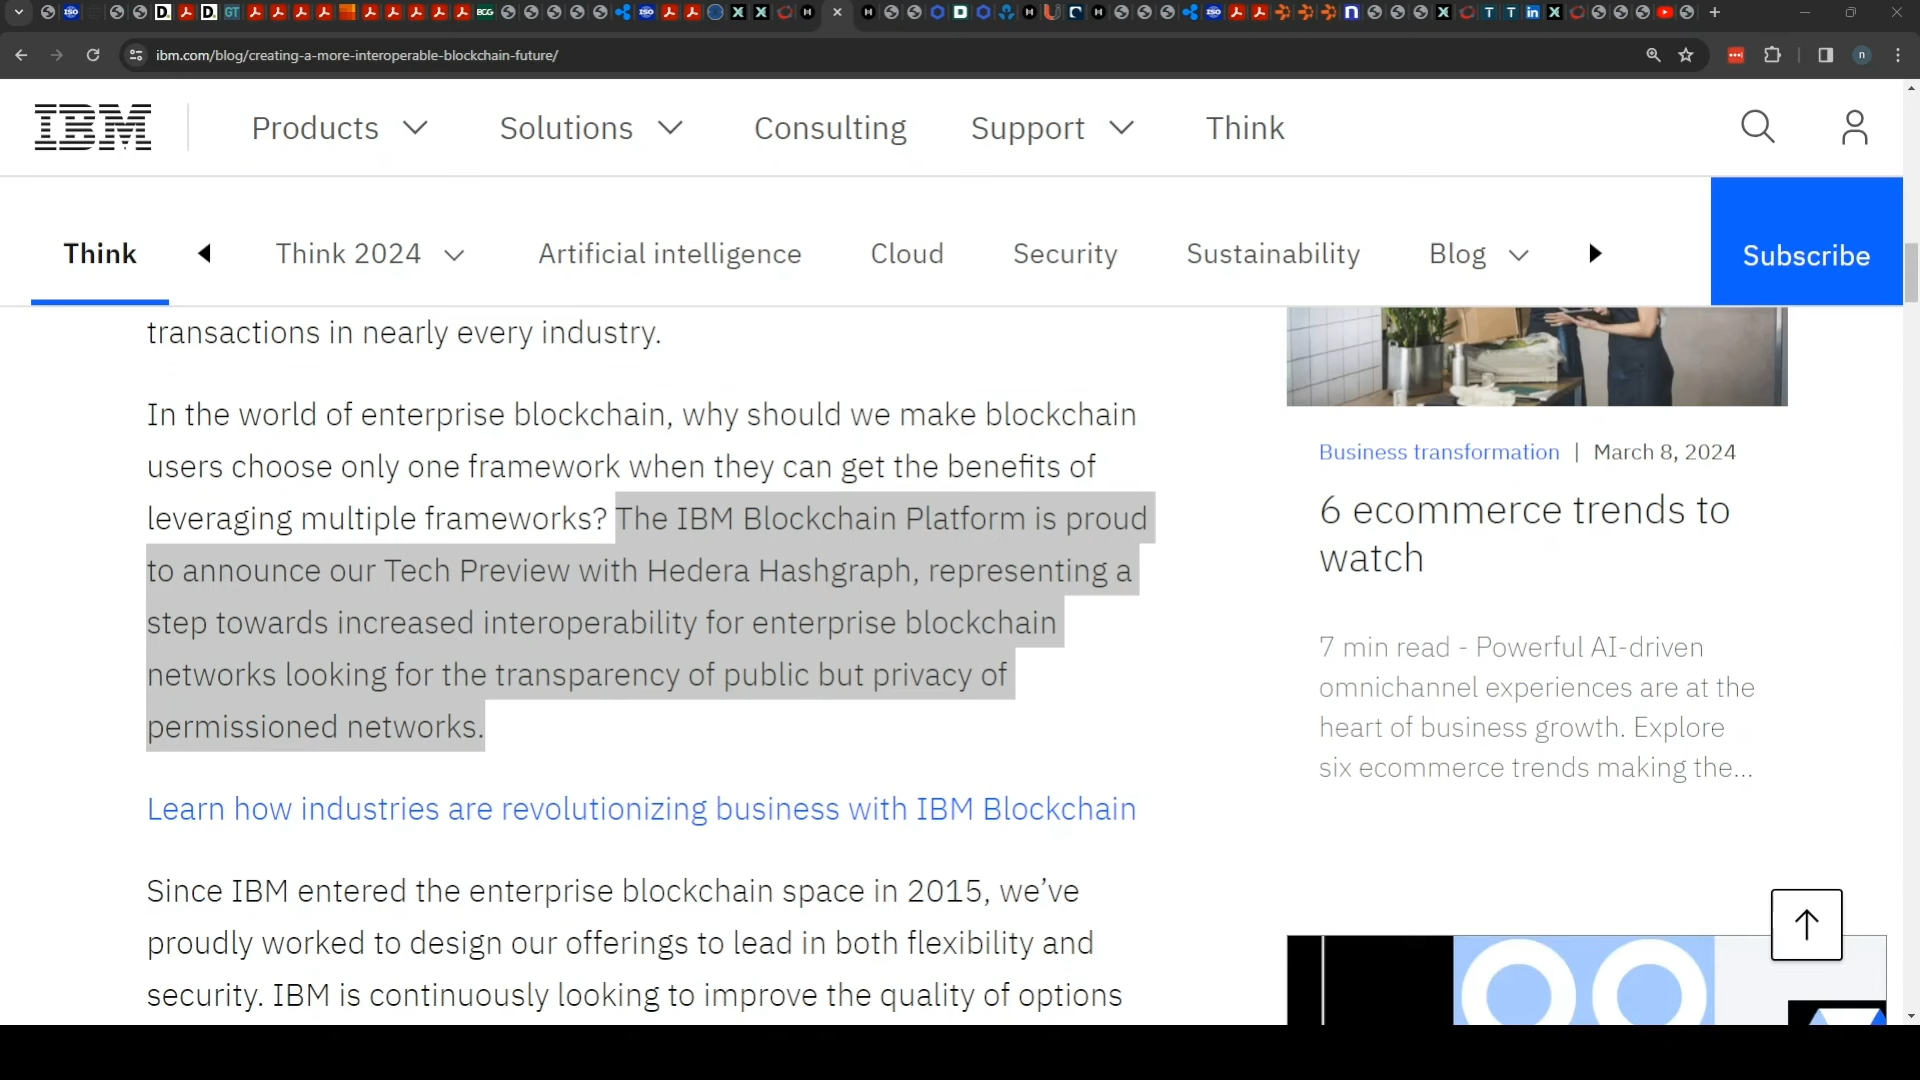 ibm.com/blog/creating-a-more-interoperable-blockchain-future/
n
IBM
Products
Solutions
Consulting
Support
Think
Think
Think 2024
Artificial intelligence
Cloud
Security
Sustainability
Blog
Subscribe
transactions in nearly every industry.
In the world of enterprise blockchain, why should we make blockchain
users choose only one framework when they can get the benefits of
leveraging multiple frameworks? The IBM Blockchain Platform is proud
to announce our Tech Preview with Hedera Hashgraph, representing a
step towards increased interoperability for enterprise blockchain
networks looking for the transparency of public but privacy of
permissioned networks.
Learn how industries are revolutionizing business with IBM Blockchain
Since IBM entered the enterprise blockchain space in 2015, we’ve
proudly worked to design our offerings to lead in both flexibility and
security. IBM is continuously looking to improve the quality of options
Business transformation | March 8, 2024
6 ecommerce trends to
watch
7 min read - Powerful AI-driven
omnichannel experiences are at the
heart of business growth. Explore
six ecommerce trends making the...